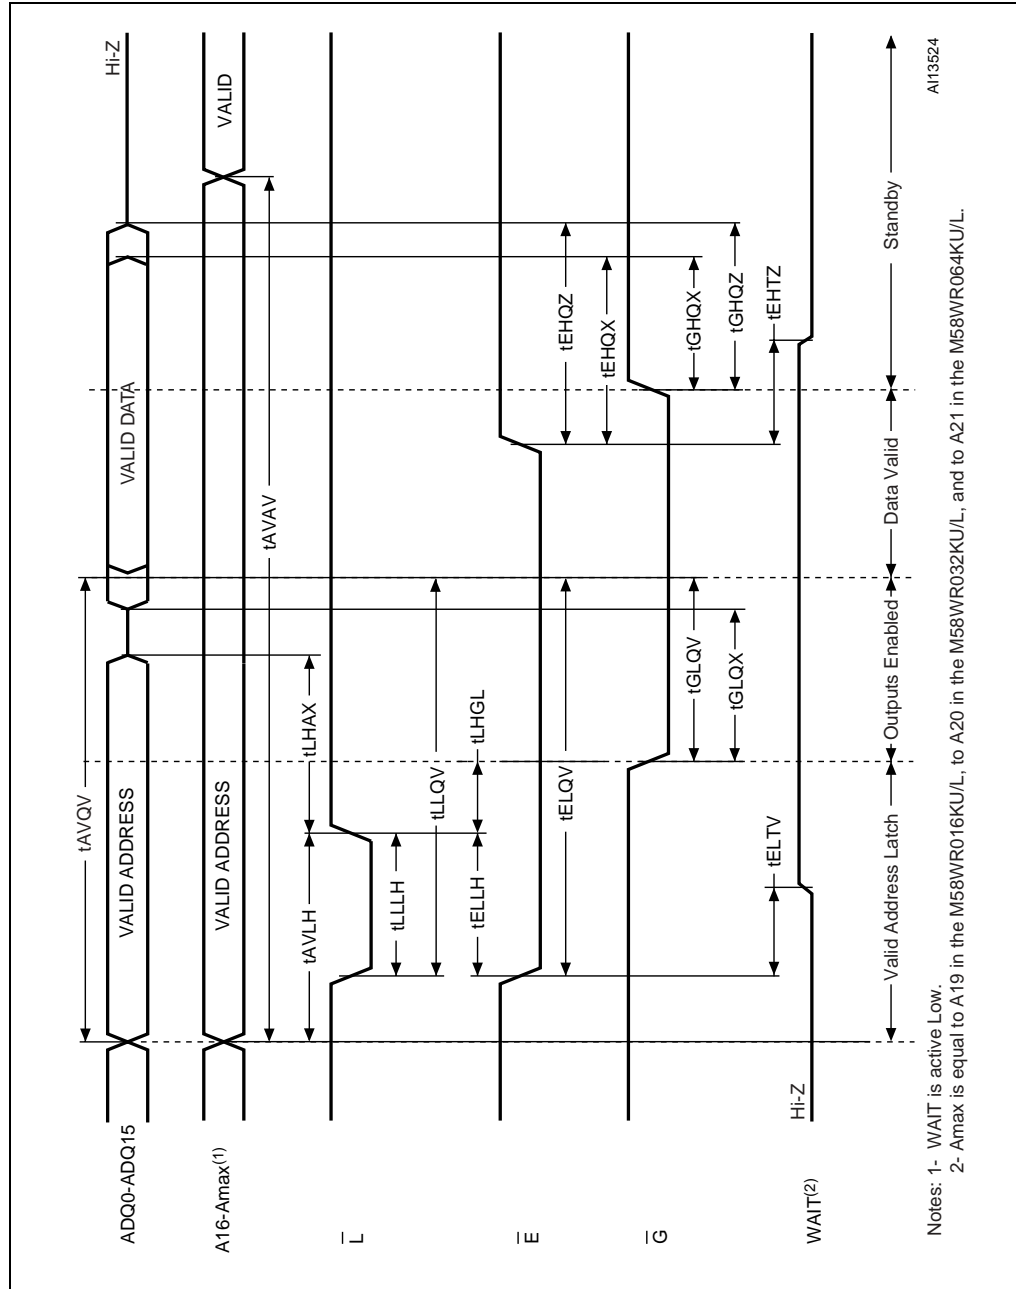 tAVQV
ADQ0-ADQ15
VALID ADDRESS
VALID DATA
Hi-Z
A16-Amax(1)
VALID ADDRESS
VALID
tAVAV
tAVLH
tLHAX
L
tLLLH
tLLQV
tELLH
tLHGL
E
tELQV
tEHQZ
tEHQX
G
tGLQV
tGHQX
tGLQX
tGHQZ
tELTV
tEHTZ
Hi-Z
WAIT(2)
Valid Address Latch
Outputs Enabled
Data Valid
Standby
AI13524
Notes: 1- WAIT is active Low.
2- Amax is equal to A19 in the M58WR016KU/L, to A20 in the M58WR032KU/L, and to A21 in the M58WR064KU/L.